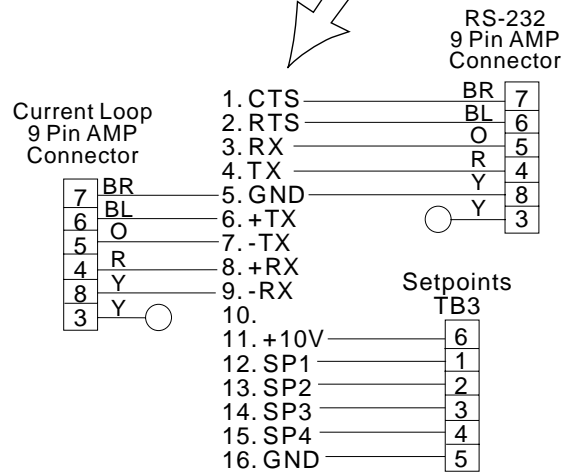 RS-232
9 Pin AMP
Connector
Current Loop
9 Pin AMP
Connector
1. CTS BR 7
2. RTS BL 6
3. RX O 5
4. TX R 4
7 BR 5. GND Y 8
6 BL 6. +TX Y 3
5 O 7. -TX
4 R 8. +RX
8 Y 9. -RX
3 Y 10.
Setpoints
TB3
11. +10V 6
12. SP1 1
13. SP2 2
14. SP3 3
15. SP4 4
16. GND 5